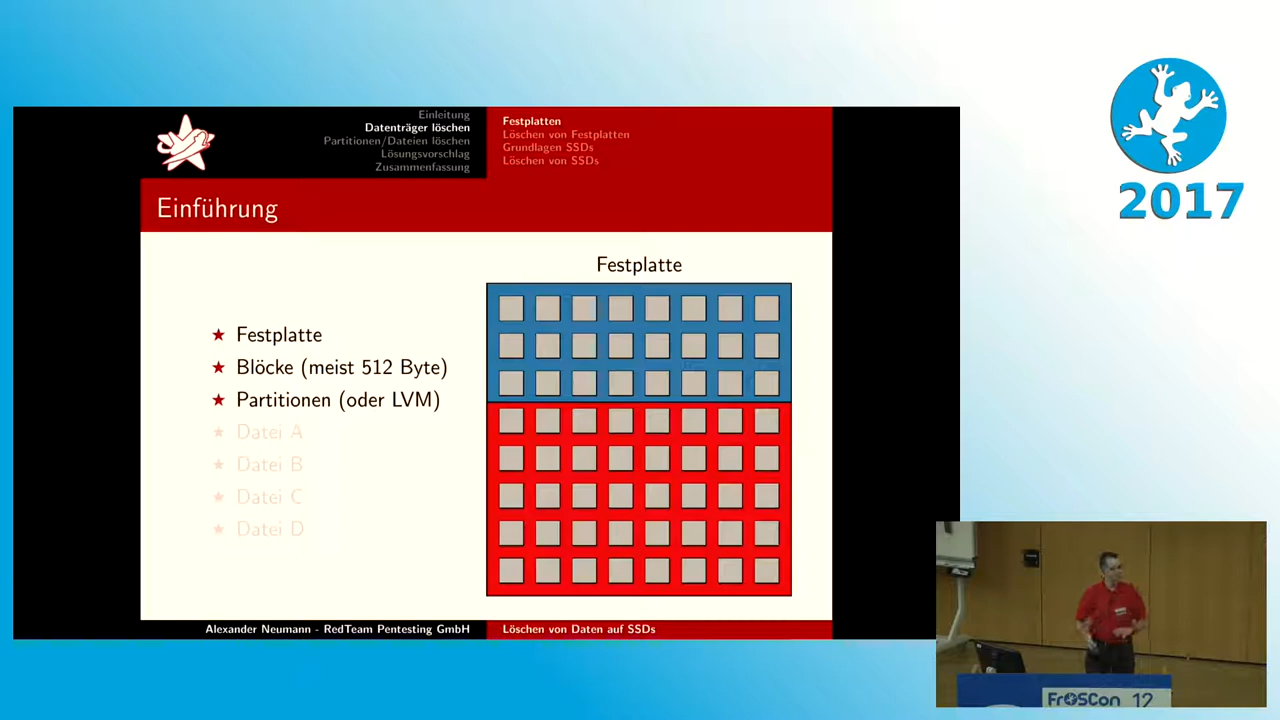 Einleitung
Datenträger löschen
Partitionen/Dateien löschen
Lösungsvorschlag
Zusammenfassung
Festplatten
Löschen von Festplatten
Grundlagen SSDs
Löschen von SSDs
Einführung
Festplatte
★ Festplatte
★ Blöcke (meist 512 Byte)
★ Partitionen (oder LVM)
★ Datei A
★ Datei B
★ Datei C
★ Datei D
Alexander Neumann - RedTeam Pentesting GmbH
Löschen von Daten auf SSDs
2017
FrOSCon 12